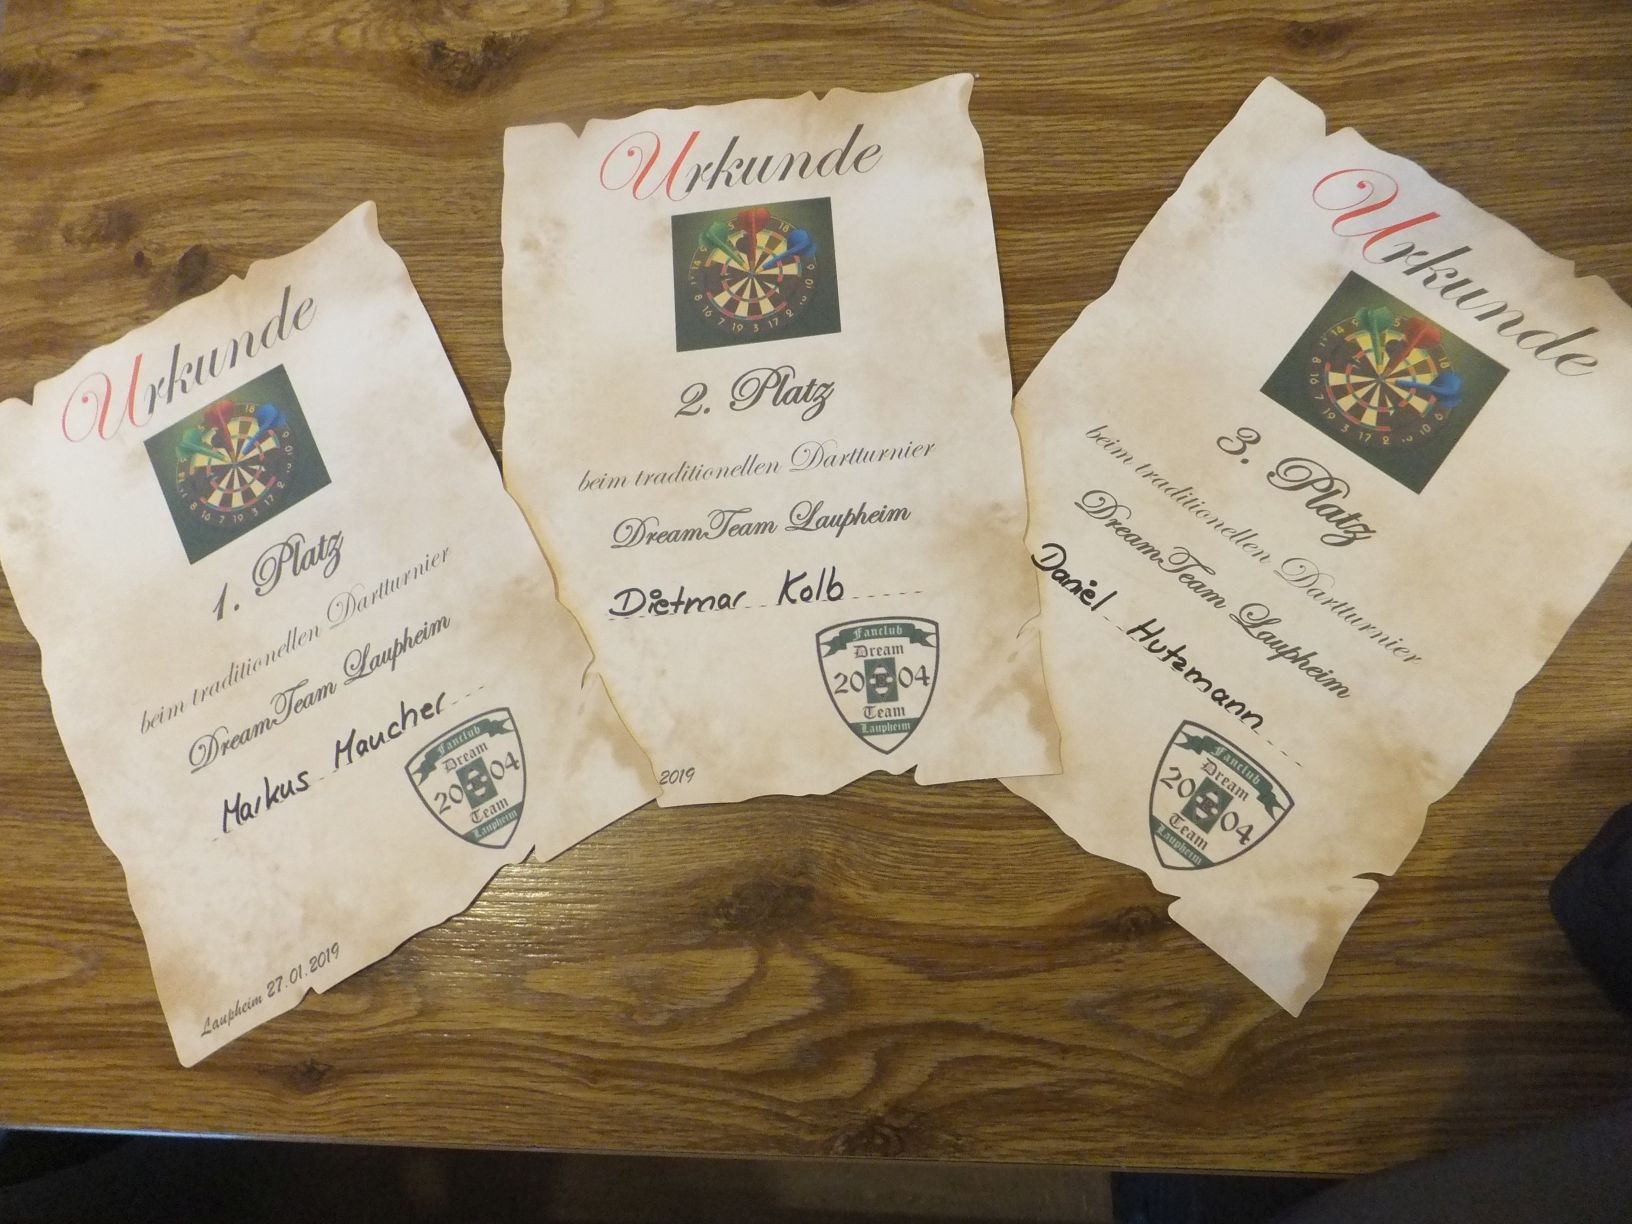 Urkunde
1. Platz
beim traditionellen Dartturnier
DreamTeam Laupheim
Markus Maucher
Fanclub
Dream
20 04
Team
Laupheim
Laupheim 27.01.2019
Urkunde
2. Platz
beim traditionellen Dartturnier
DreamTeam Laupheim
Dietmar Kolb
Fanclub
Dream
20 04
Team
Laupheim
2019
Urkunde
3. Platz
beim traditionellen Dartturnier
DreamTeam Laupheim
Daniel Hutzmann
Fanclub
Dream
20 04
Team
Laupheim